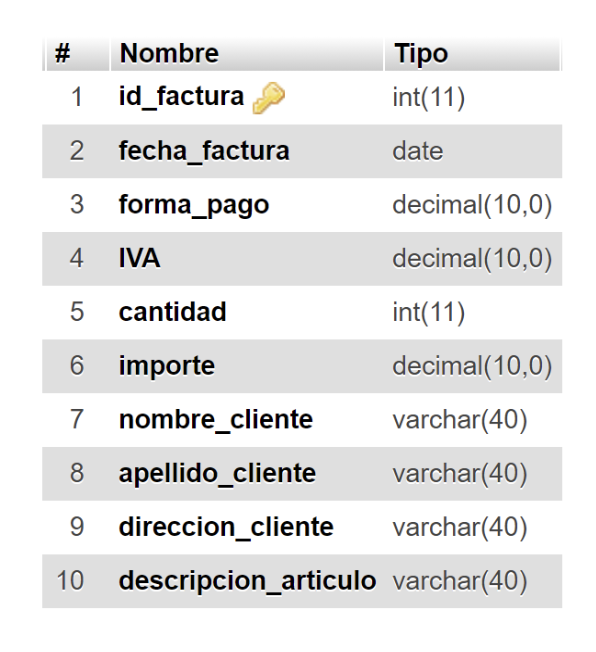 # Nombre Tipo
1 id_factura int(11)
2 fecha_factura date
3 forma_pago decimal(10,0)
4 IVA decimal(10,0)
5 cantidad int(11)
6 importe decimal(10,0)
7 nombre_cliente varchar(40)
8 apellido_cliente varchar(40)
9 direccion_cliente varchar(40)
10 descripcion_articulo varchar(40)